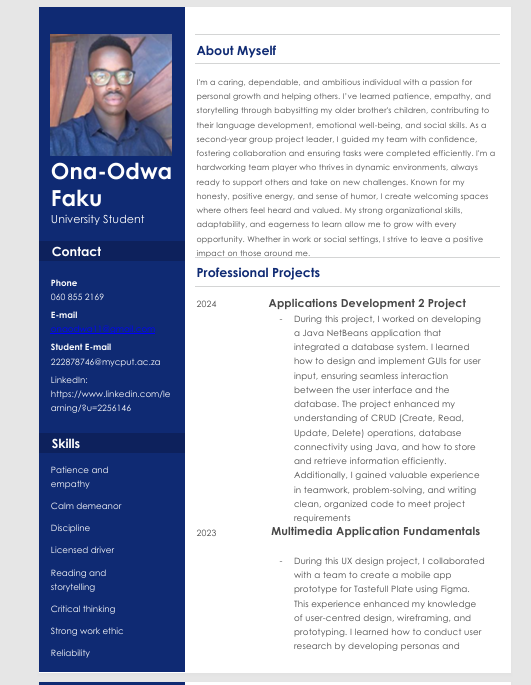 Ona-Odwa
Faku
University Student
Contact
Phone
060 855 2169
E-mail
Student E-mail
222878746@mycput.ac.za
LinkedIn:
https://www.linkedin.com/le
arning/?u=2256146
Skills
Patience and
empathy
Calm demeanor
Discipline
Licensed driver
Reading and
storytelling
Critical thinking
Strong work ethic
Reliability
About Myself
I'm a caring, dependable, and ambitious individual with a passion for
personal growth and helping others. I've learned patience, empathy, and
storytelling through babysitting my older brother's children, contributing to
their language development, emotional well-being, and social skills. As a
second-year group project leader, I guided my team with confidence,
fostering collaboration and ensuring tasks were completed efficiently. I'm a
hardworking team player who thrives in dynamic environments, always
ready to support others and take on new challenges. Known for my
honesty, positive energy, and sense of humor, I create welcoming spaces
where others feel heard and valued. My strong organizational skills,
adaptability, and eagerness to learn allow me to grow with every
opportunity. Whether in work or social settings, I strive to leave a positive
impact on those around me.
Professional Projects
2024 Applications Development 2 Project
- During this project, I worked on developing
a Java NetBeans application that
integrated a database system. I learned
how to design and implement GUIs for user
input, ensuring seamless interaction
between the user interface and the
database. The project enhanced my
understanding of CRUD (Create, Read,
Update, Delete) operations, database
connectivity using Java, and how to store
and retrieve information efficiently.
Additionally, I gained valuable experience
in teamwork, problem-solving, and writing
clean, organized code to meet project
requirements
2023 Multimedia Application Fundamentals
- During this UX design project, I collaborated
with a team to create a mobile app
prototype for Tastefull Plate using Figma.
This experience enhanced my knowledge
of user-centred design, wireframing, and
prototyping. I learned how to conduct user
research by developing personas and